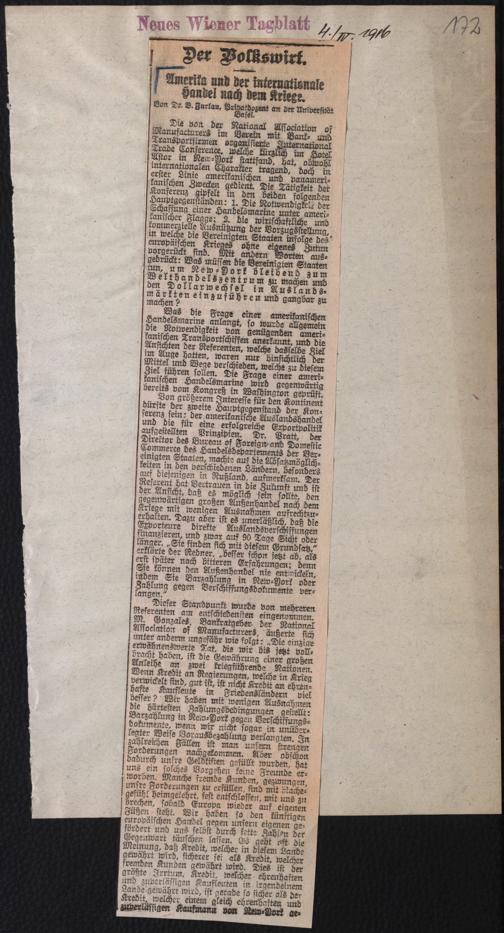 Neues Wiener Tagblatt 4./IV. 1916 172
Der Volkswirt.
Amerika und der internationale
Handel nach dem Kriege.
Von Dr. V. Furlan, Privatdozent an der Universität
Basel.
Die von der National Association of
Manufacturers im Verein mit Bank- und
Transportfirmen organisierte International
Trade Conference, welche kürzlich im Hotel
Astor in New-York stattfand, hat, obwohl
internationalen Charakter tragend, doch in
erster Linie amerikanischen und panameri-
kanischen Zwecken gedient. Die Tätigkeit der
Konferenz gipfelt in den beiden folgenden
Hauptgegenständen: 1. Die Notwendigkeit der
Schaffung einer Handelsmarine unter ameri-
kanischer Flagge; 2. die wirtschaftliche und
kommerzielle Ausnützung der Vorzugsstellung,
in welche die Vereinigten Staaten infolge des
europäischen Krieges ohne eigenes Zutun
vorgerückt sind. Mit andern Worten aus-
gedrückt: Was müssen die Vereinigten Staaten
tun, um New-York bleibend zum
Welthandelszentrum zu machen und
den Dollarwechsel in Auslands-
märkten einzuführen und gangbar zu
machen?
Was die Frage einer amerikanischen
Handelsmarine anlangt, so wurde allgemein
die Notwendigkeit von genügenden ameri-
kanischen Transportschiffen anerkannt, und die
Ansichten der Referenten, welche dasselbe Ziel
im Auge hatten, waren nur hinsichtlich der
Mittel und Wege verschieden, welche zu diesem
Ziel führen sollen. Die Frage einer ameri-
kanischen Handelsmarine wird gegenwärtig
bereits vom Kongreß in Washington geprüft.
Von größerem Interesse für den Kontinent
dürfte der zweite Hauptgegenstand der Kon-
ferenz sein: der amerikanische Auslandshandel
und die für eine erfolgreiche Exportpolitik
aufgestellten Prinzipien. Dr. Pratt, der
Direktor des Bureau of Foreign and Domestic
Commerce des Handelsdepartements der Ver-
einigten Staaten, machte auf die Absatzmöglich-
keiten in den verschiedenen Ländern, besonders
auf diejenigen in Rußland, aufmerksam. Der
Referent hat Vertrauen in die Zukunft und ist
der Ansicht, daß es möglich sein sollte, den
gegenwärtigen großen Außenhandel nach dem
Kriege mit wenigen Ausnahmen aufrechtzu-
erhalten. Dazu aber ist es unerläßlich, daß die
Exporteure direkte Auslandsverschiffungen
finanzieren, und zwar auf 90 Tage Sicht oder
länger. „Sie finden sich mit diesem Grundsatz,“
erklärte der Redner, „besser schon jetzt ab, als
erst später nach bitteren Erfahrungen; denn
Sie können den Außenhandel nie entwickeln,
indem Sie Barzahlung in New-York oder
Zahlung gegen Verschiffungsdokumente ver-
langen.“
Dieser Standpunkt wurde von mehreren
Referenten am entschiedensten eingenommen.
M. Gonzales, Bankratgeber der National
Association of Manufacturers, äußerte sich
unter anderm ungefähr wie folgt: „Die einzige
erwähnenswerte Tat, die wir bis jetzt voll-
bracht haben, ist die Gewährung einer großen
Anleihe an zwei kriegführende Nationen.
Wenn Kredit an Regierungen, welche in Krieg
verwickelt sind, gut ist, ist nicht Kredit an ehren-
hafte Kaufleute in Friedensländern viel
besser? Wir haben mit wenigen Ausnahmen
die härtesten Zahlungsbedingungen gestellt:
Barzahlung in New-York gegen Verschiffungs-
dokumente, wenn wir nicht sogar in
Weise Vorausbezahlung verlangten. In
zahlreichen Fällen ist man unsern strengen
Forderungen nachgekommen. Aber obschon
dadurch unsre Geldkisten gefüllt wurden, hat
uns ein solches Vorgehen keine Freunde er-
worben. Manche fremde Kunden, gezwungen,
unsre Forderungen zu erfüllen, sind mit Rache-
gefühl heimgekehrt, fest entschlossen, mit uns zu
brechen, sobald Europa wieder auf eigenen
Füßen steht. Wir haben so den künftigen
europäischen Handel gegen unsern eigenen ge-
fördert und uns selbst durch fette Zahlen der
Gegenwart täuschen lassen. Es geht oft die
Meinung, daß Kredit, welcher in diesem Lande
gewährt wird, sicherer sei als Kredit, welcher
fremden Kunden gewährt wird. Dies ist der
größte Irrtum. Kredit, welcher ehrenhaften
und zuverlässigen Kaufleuten in irgendeinem
Lande gewährt wird, ist gerade so sicher als der
Kredit, welcher einem gleich ehrenhaften und
zuverlässigen Kaufmann von New-York ge-